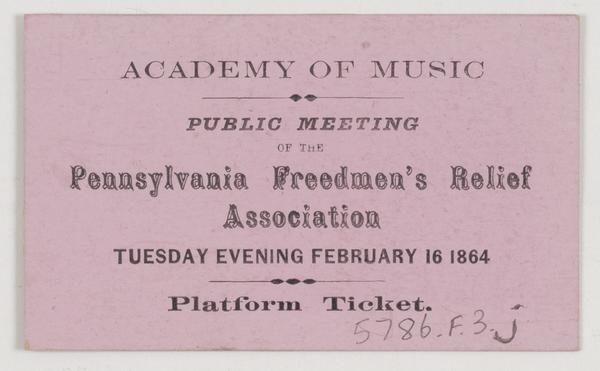 ACADEMY OF MUSIC
PUBLIC MEETING
OF THE
Pennsylvania Freedmen's Relief
Association
TUESDAY EVENING FEBRUARY 16 1864
Platform Ticket.
5786.F.3.j